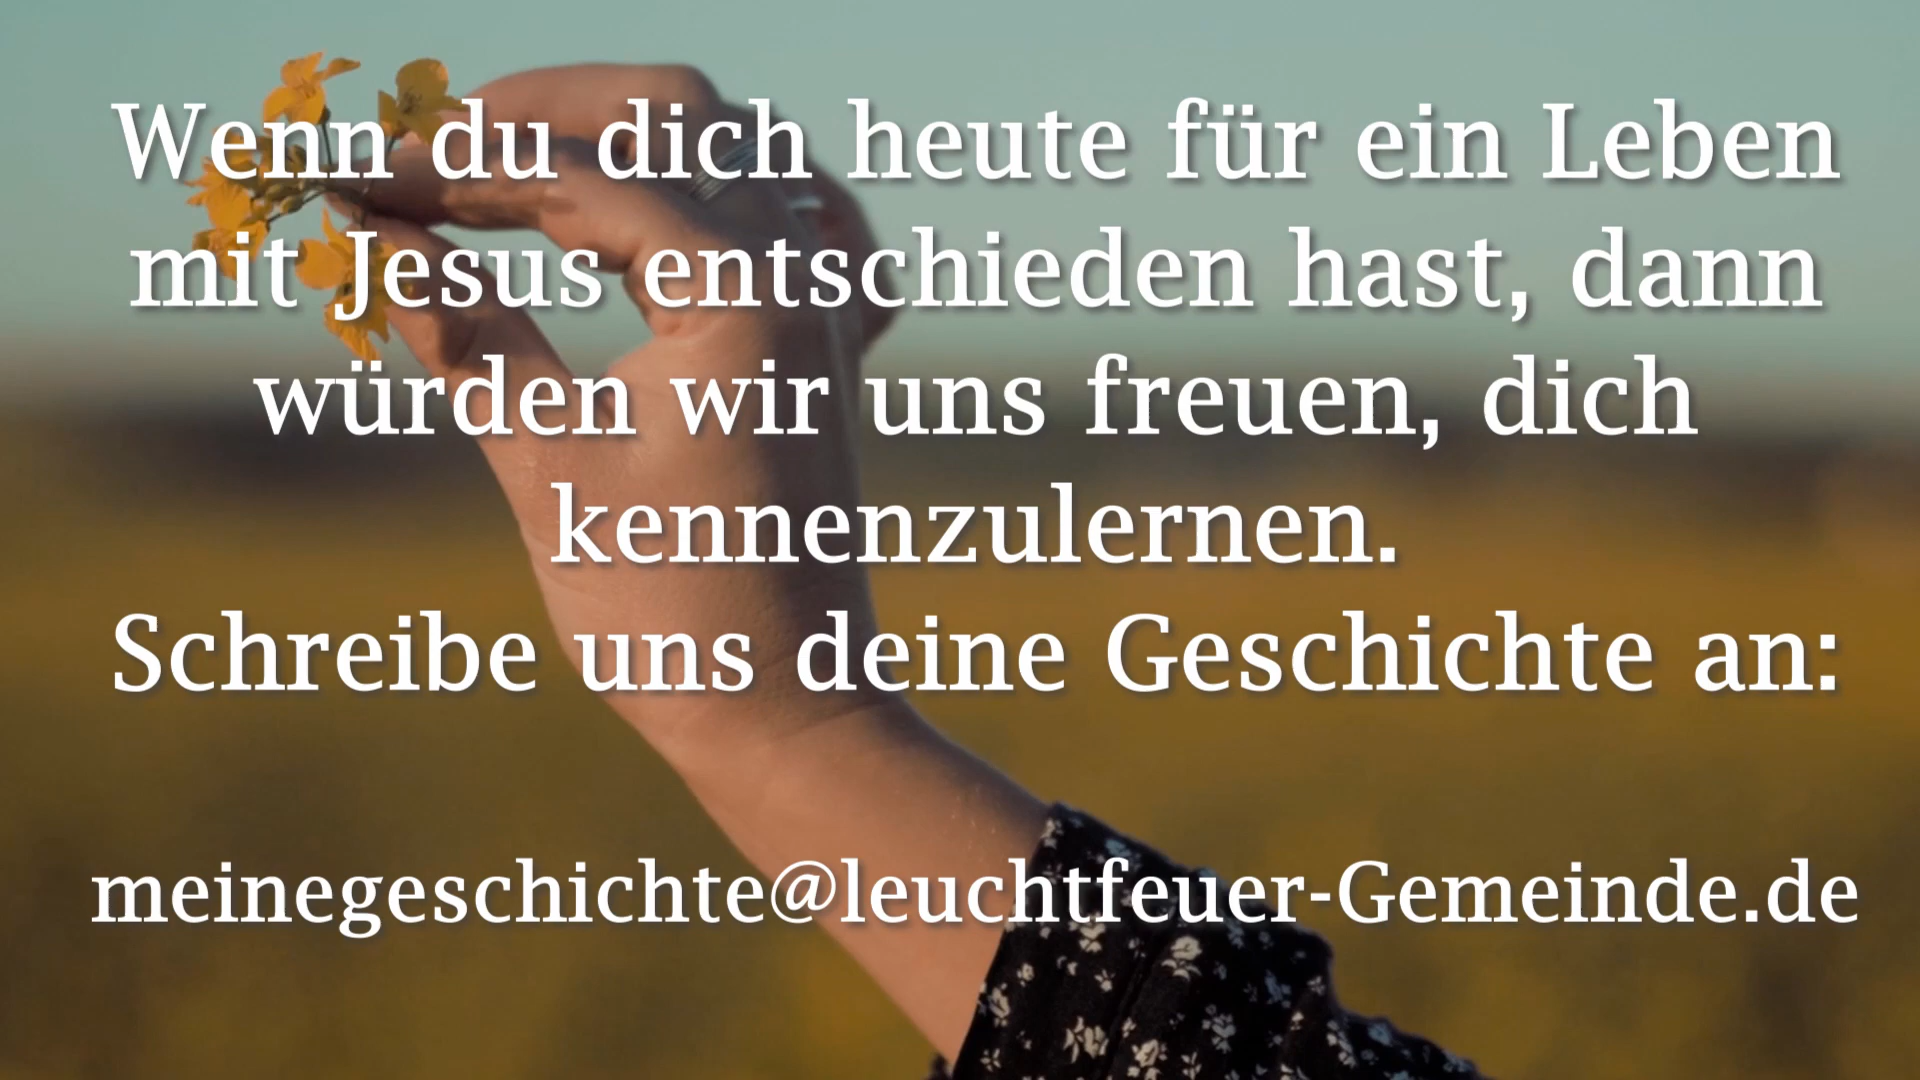 Wenn du dich heute für ein Leben
mit Jesus entschieden hast, dann
würden wir uns freuen, dich
kennenzulernen.
Schreibe uns deine Geschichte an:
meinegeschichte@leuchtfeuer-Gemeinde.de